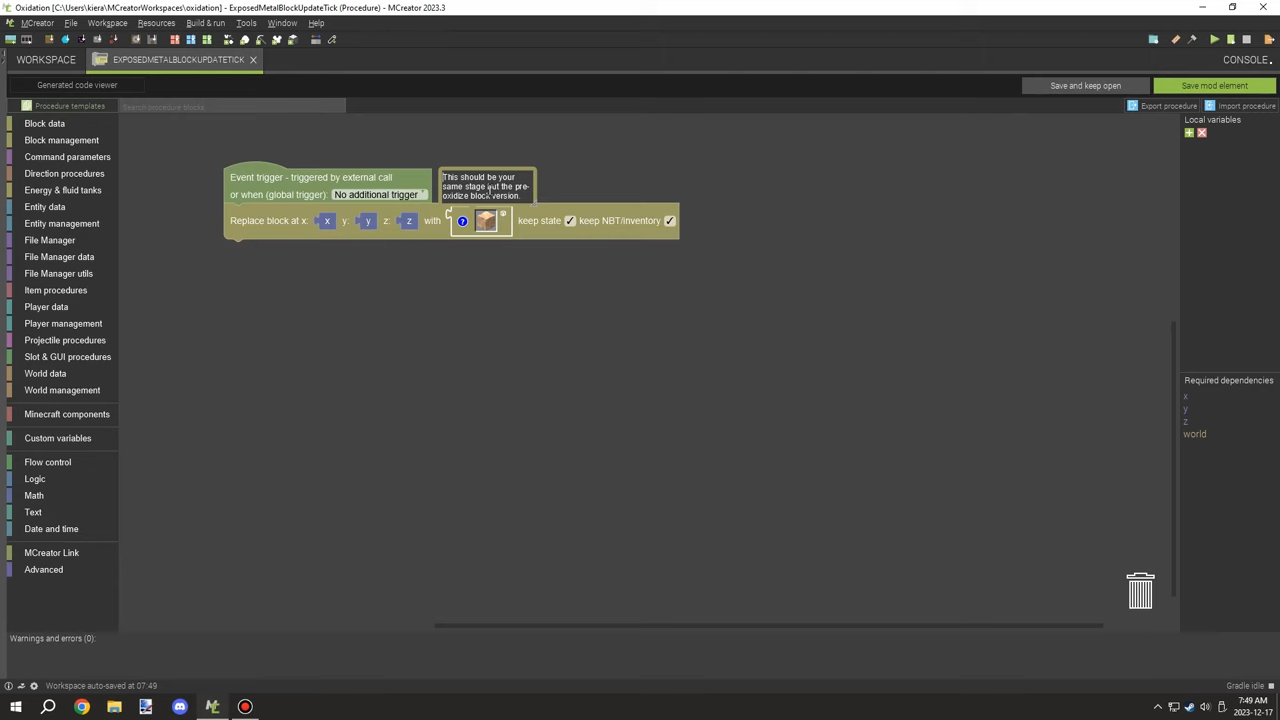 Oxidation [C:\Users\kiera\MCreatorWorkspaces\oxidation] - ExposedMetalBlockUpdateTick (Procedure) - MCreator 2023.3
MCreator File Workspace Resources Build & run Tools Window Help
WORKSPACE EXPOSEDMETALBLOCKUPDATETICK CONSOLE
Generated code viewer Save and keep open Save mod element
Procedure templates Search procedure blocks Export procedure Import procedure
Local variables
Block data
Block management
Command parameters
Direction procedures
Energy & fluid tanks
Entity data
Entity management
File Manager
File Manager data
File Manager utils
Item procedures
Player data
Player management
Projectile procedures
Slot & GUI procedures
World data
World management
Minecraft components
Custom variables
Flow control
Logic
Math
Text
Date and time
MCreator Link
Advanced
Event trigger - triggered by external call
or when (global trigger): No additional trigger
This should be your
same stage but the pre-
oxidize block version.
Replace block at x: x y: y z: z with ? keep state ✓ keep NBT/inventory ✓
Required dependencies
x
y
z
world
Warnings and errors (0):
Workspace auto-saved at 07:49 Gradle idle
7:49 AM
2023-12-17